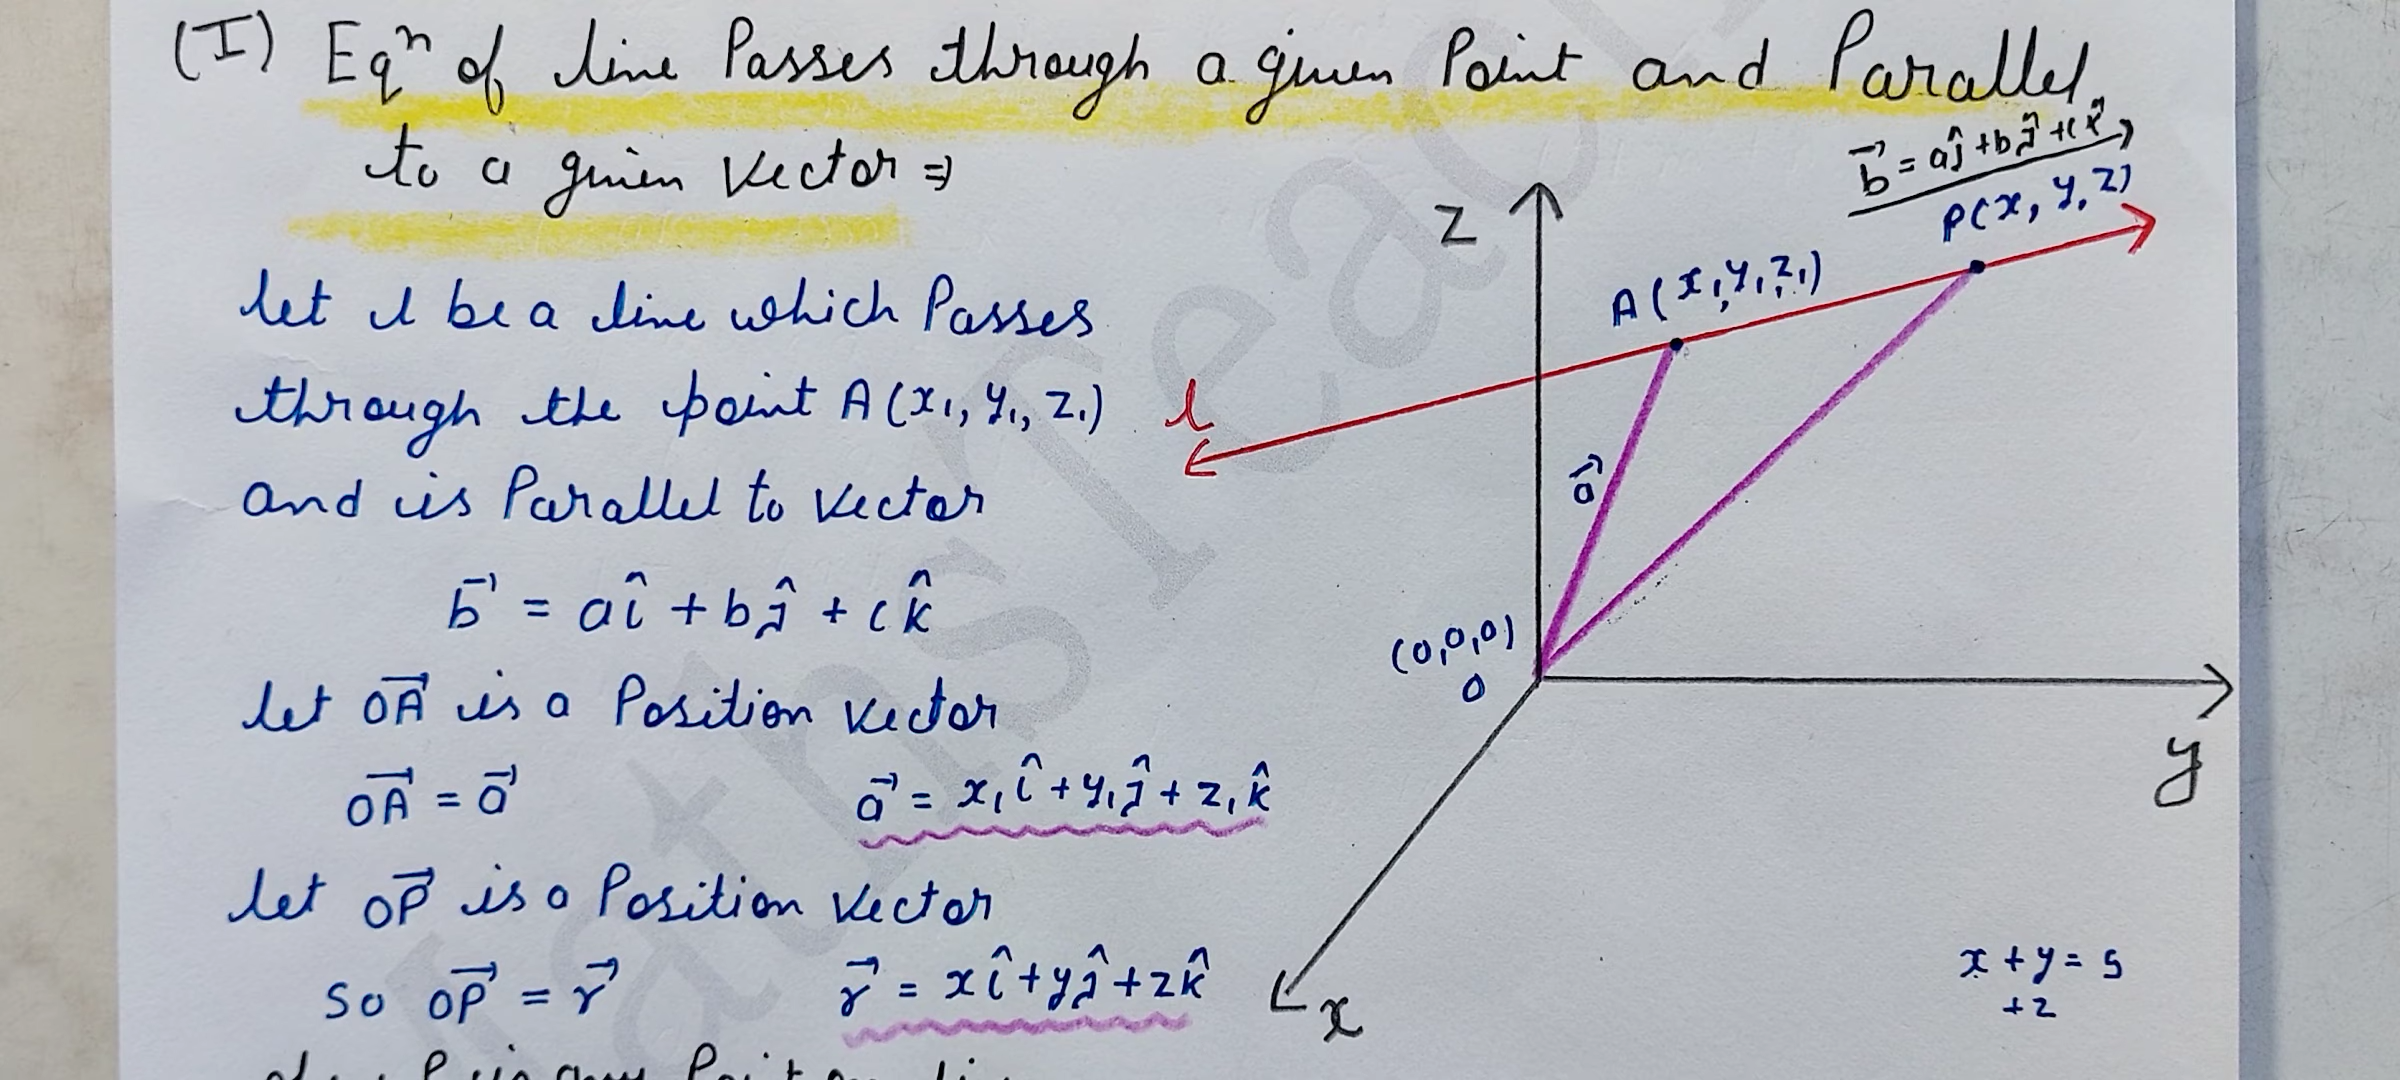 (I) Eqⁿ of line Passes through a given Point and Parallel
to a given Vector ⇒
b⃗ = aĵ + bĵ + ck̂
P(x, y, z)
Z
A(x₁, y₁, z₁)
let l be a line which Passes
through the point A(x₁, y₁, z₁)
l
and is Parallel to Vector
a⃗
b⃗ = aî + bĵ + ck̂
(0,0,0)
O
let OA⃗ is a Position Vector
OA⃗ = a⃗
a⃗ = x₁î + y₁ĵ + z₁k̂
y
let OP⃗ is a Position Vector
So OP⃗ = r⃗
r⃗ = xî + yĵ + zk̂
x
x + y = 5
+ z